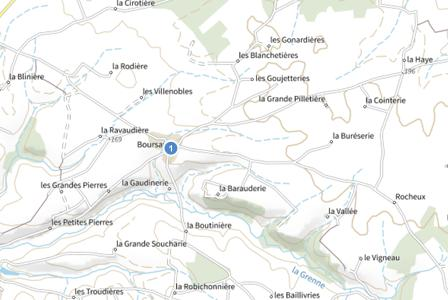 la Cirotière
les Gonardières
les Blanchetières
la Haye
la Rodière
la Blinière
les Goujetteries
396
les Villenobles
la Grande Pilletière
la Cointerie
la Ravaudière
+169
la Buréserie
1
la Gaudinerie
les Grandes Pierres
la Barauderie
Rocheux
la Vallée
les Petites Pierres
la Boutinière
la Grande Soucharie
le Vigneau
la Grenne
les Troudières
la Robichonnière
les Baillivries